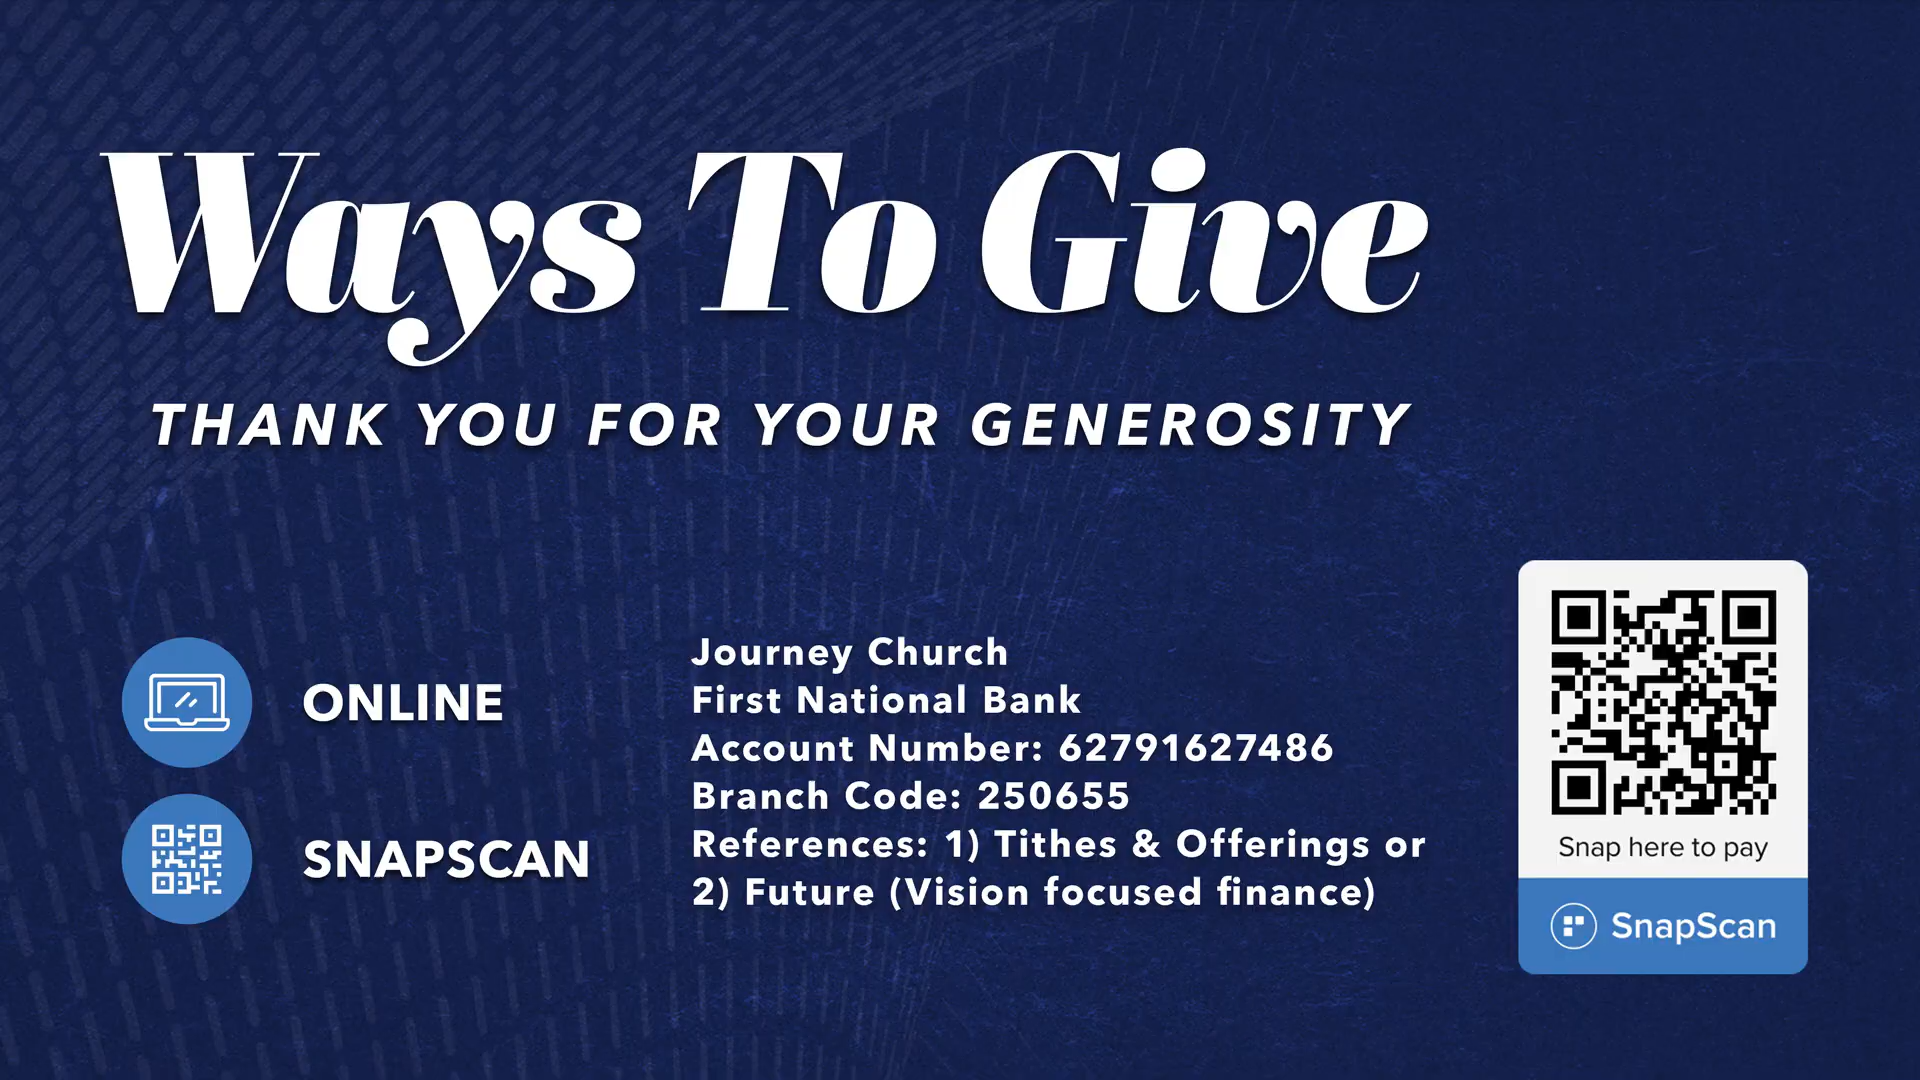 Ways To Give
THANK YOU FOR YOUR GENEROSITY
ONLINE
SNAPSCAN
Journey Church
First National Bank
Account Number: 62791627486
Branch Code: 250655
References: 1) Tithes & Offerings or
2) Future (Vision focused finance)
Snap here to pay
SnapScan